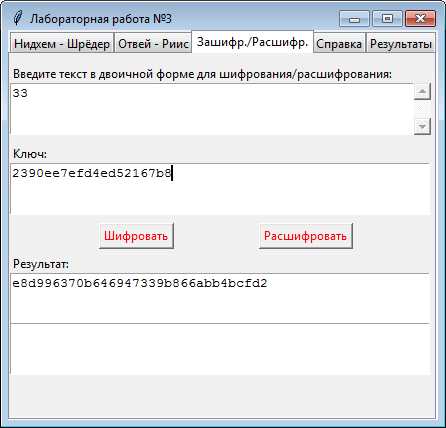 Лабораторная работа №3
Нидхем - Шрёдер Отвей - Риис Зашифр./Расшифр. Справка Результаты
Введите текст в двоичной форме для шифрования/расшифрования:
33
Ключ:
2390ee7efd4ed52167b8
Шифровать Расшифровать
Результат:
e8d996370b646947339b866abb4bcfd2